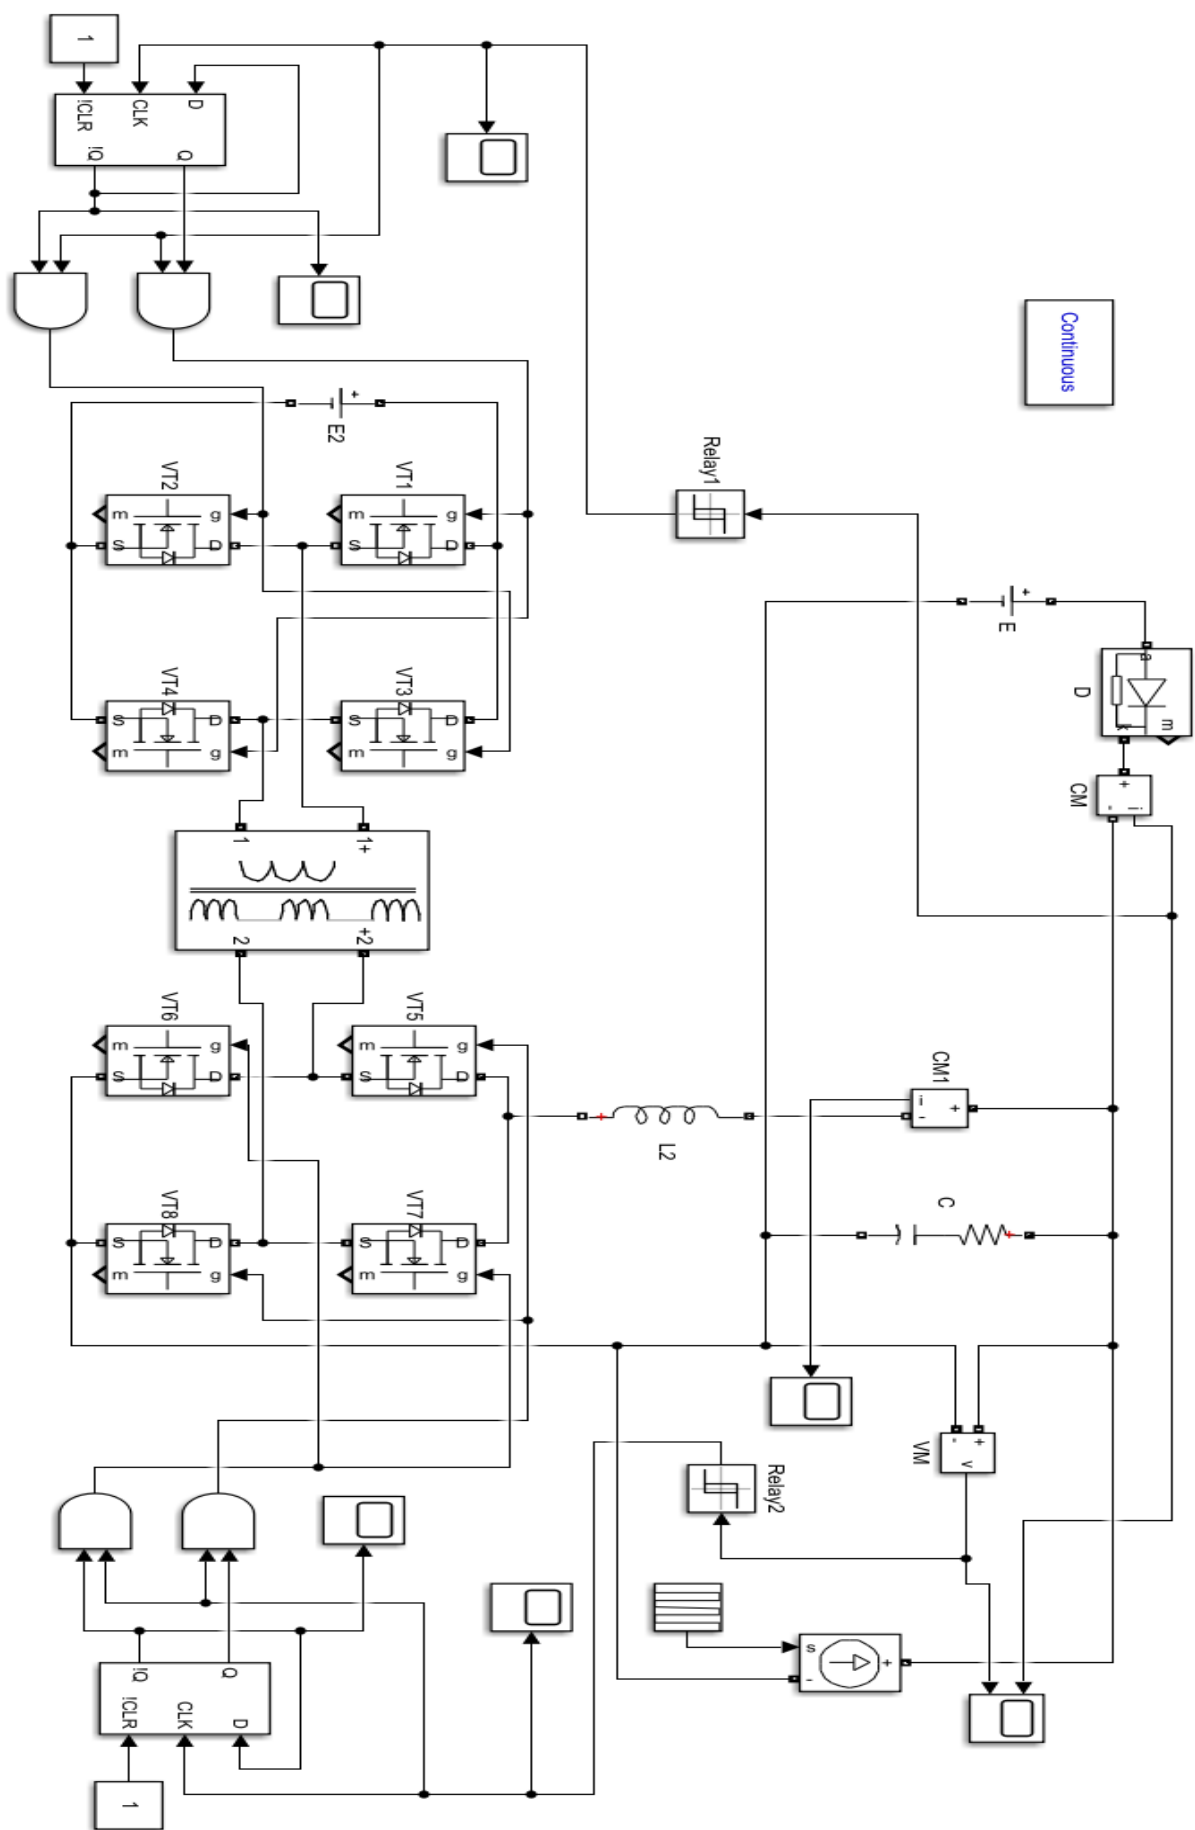 Continuous
a
m
k
D
+
i
-
CM
+
E
+
i
-
CM1
C
+
-
v
VM
s
+
-
Relay1
Relay2
+
L2
1
!CLR
CLK
D
!Q
Q
+
E2
g
m
D
S
VT1
g
m
D
S
VT2
D
S
g
m
VT3
D
S
g
m
VT4
1+
1
+2
2
g
m
D
S
VT5
g
m
D
S
VT6
D
S
g
m
VT7
D
S
g
m
VT8
Q
!Q
D
CLK
!CLR
1